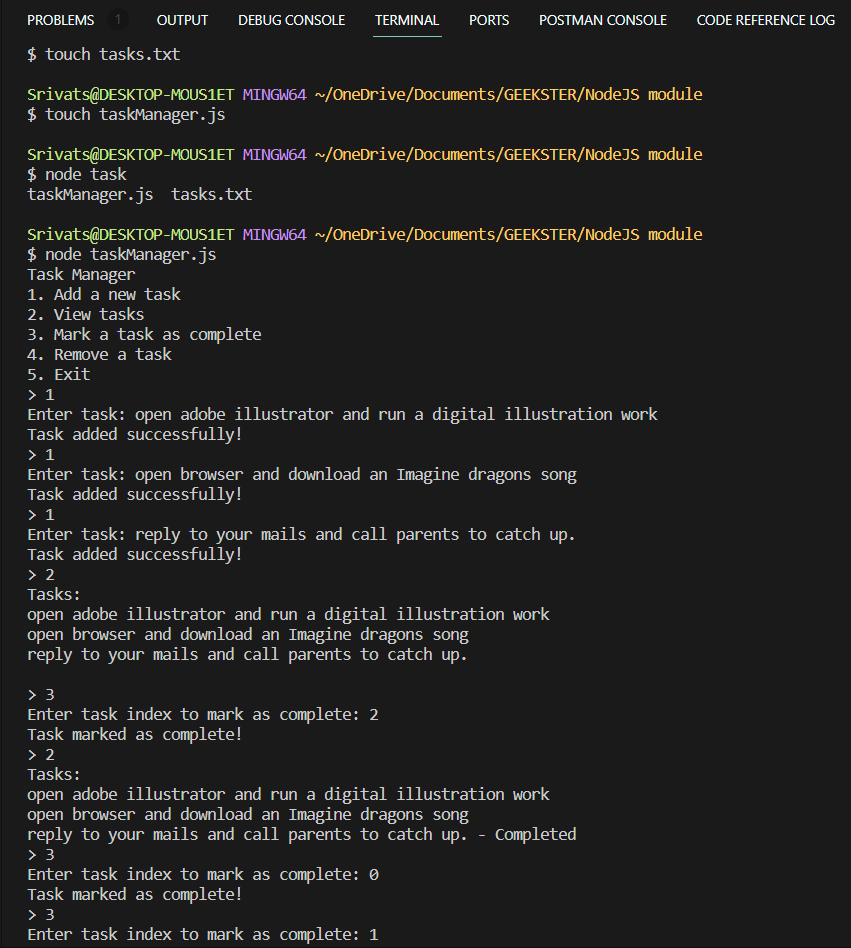 PROBLEMS 1 OUTPUT DEBUG CONSOLE TERMINAL PORTS POSTMAN CONSOLE CODE REFERENCE LOG
$ touch tasks.txt
Srivats@DESKTOP-MOUS1ET MINGW64 ~/OneDrive/Documents/GEEKSTER/NodeJS module
$ touch taskManager.js
Srivats@DESKTOP-MOUS1ET MINGW64 ~/OneDrive/Documents/GEEKSTER/NodeJS module
$ node task
taskManager.js  tasks.txt
Srivats@DESKTOP-MOUS1ET MINGW64 ~/OneDrive/Documents/GEEKSTER/NodeJS module
$ node taskManager.js
Task Manager
1. Add a new task
2. View tasks
3. Mark a task as complete
4. Remove a task
5. Exit
> 1
Enter task: open adobe illustrator and run a digital illustration work
Task added successfully!
> 1
Enter task: open browser and download an Imagine dragons song
Task added successfully!
> 1
Enter task: reply to your mails and call parents to catch up.
Task added successfully!
> 2
Tasks:
open adobe illustrator and run a digital illustration work
open browser and download an Imagine dragons song
reply to your mails and call parents to catch up.
> 3
Enter task index to mark as complete: 2
Task marked as complete!
> 2
Tasks:
open adobe illustrator and run a digital illustration work
open browser and download an Imagine dragons song
reply to your mails and call parents to catch up. - Completed
> 3
Enter task index to mark as complete: 0
Task marked as complete!
> 3
Enter task index to mark as complete: 1